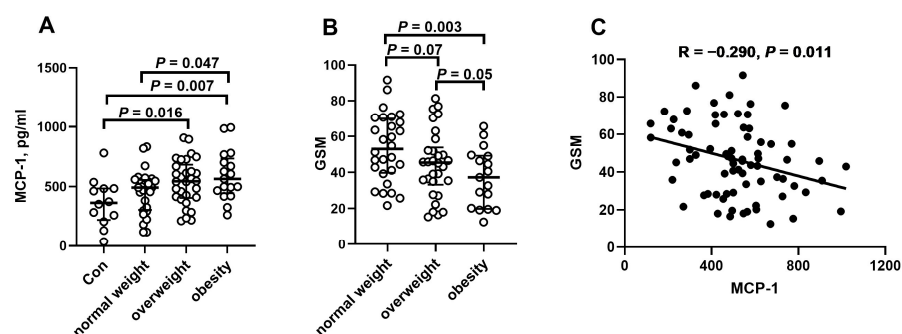 A
MCP-1, pg/ml
1500
1000
500
0
P = 0.047
P = 0.007
P = 0.016
Con
normal weight
overweight
obesity
B
GSM
100
80
60
40
20
0
P = 0.003
P = 0.07
P = 0.05
normal weight
overweight
obesity
C
R = −0.290, P = 0.011
GSM
100
80
60
40
20
0
0 400 800 1200
MCP-1